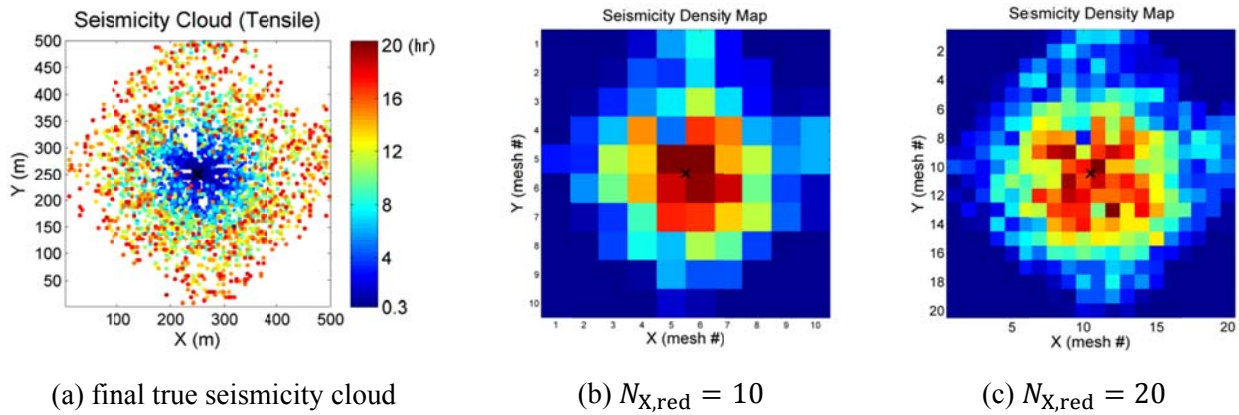 Seismicity Cloud (Tensile)
500
450
400
350
300
250
200
150
100
50
Y (m)
100 200 300 400 500
X (m)
20 (hr)
16
12
8
4
0.3
Seismicity Density Map
1
2
3
4
5
6
7
8
9
10
Y (mesh #)
1 2 3 4 5 6 7 8 9 10
X (mesh #)
Seismicity Density Map
2
4
6
8
10
12
14
16
18
20
Y (mesh #)
5 10 15 20
X (mesh #)
(a) final true seismicity cloud
(b) N_X,red = 10
(c) N_X,red = 20